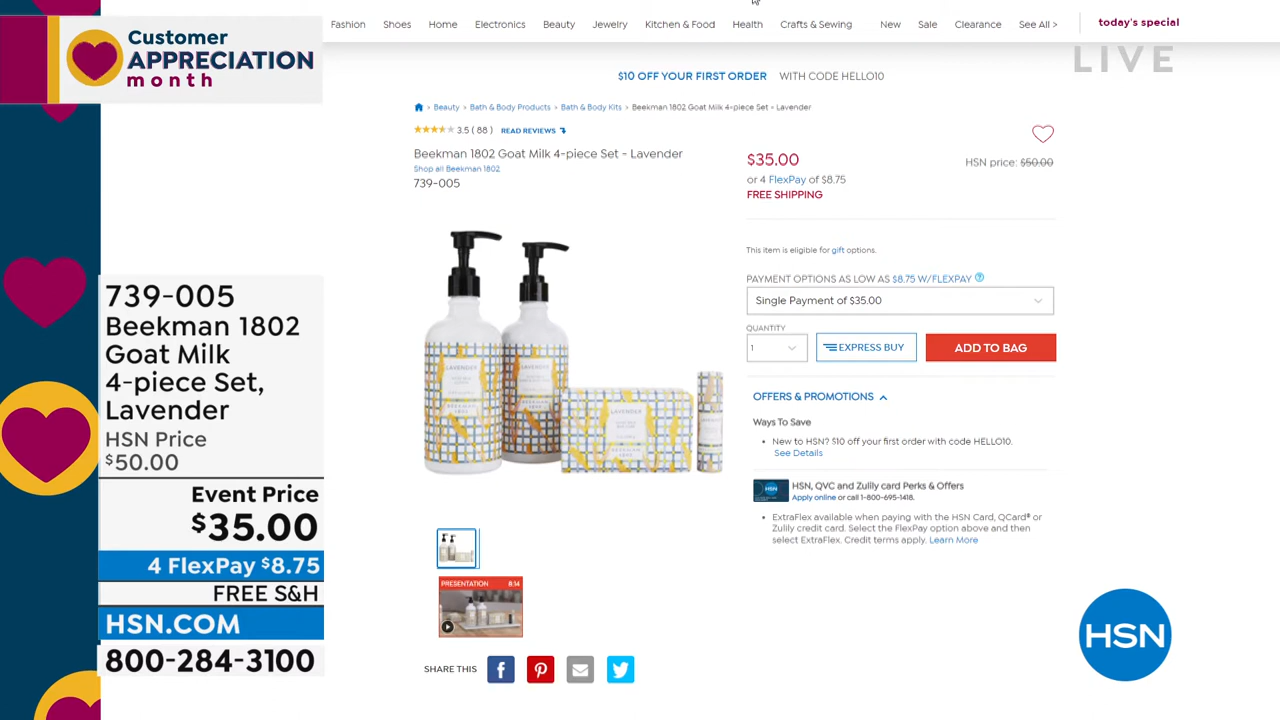 Customer
APPRECIATION
month
Fashion Shoes Home Electronics Beauty Jewelry Kitchen & Food Health Crafts & Sewing New Sale Clearance See All > today's special
LIVE
$10 OFF YOUR FIRST ORDER WITH CODE HELLO10
Beauty > Bath & Body Products > Bath & Body Kits > Beekman 1802 Goat Milk 4-piece Set - Lavender
3.5 ( 88 ) READ REVIEWS
Beekman 1802 Goat Milk 4-piece Set - Lavender
Shop all Beekman 1802
739-005
$35.00 HSN price: $50.00
or 4 FlexPay of $8.75
FREE SHIPPING
This item is eligible for gift options.
PAYMENT OPTIONS AS LOW AS $8.75 W/FLEXPAY ?
Single Payment of $35.00
QUANTITY
1 EXPRESS BUY ADD TO BAG
OFFERS & PROMOTIONS
Ways To Save
New to HSN? $10 off your first order with code HELLO10.
See Details
HSN
HSN, QVC and Zulily card Perks & Offers
Apply online or call 1-800-695-1418.
ExtraFlex available when paying with the HSN Card, QCard® or
Zulily credit card. Select the FlexPay option above and then
select ExtraFlex. Credit terms apply. Learn More
LAVENDER
LAVENDER
LAVENDER
BEEKMAN
1802
PRESENTATION 8:14
SHARE THIS
739-005
Beekman 1802
Goat Milk
4-piece Set,
Lavender
HSN Price
$50.00
Event Price
$35.00
4 FlexPay $8.75
FREE S&H
HSN.COM
800-284-3100
HSN